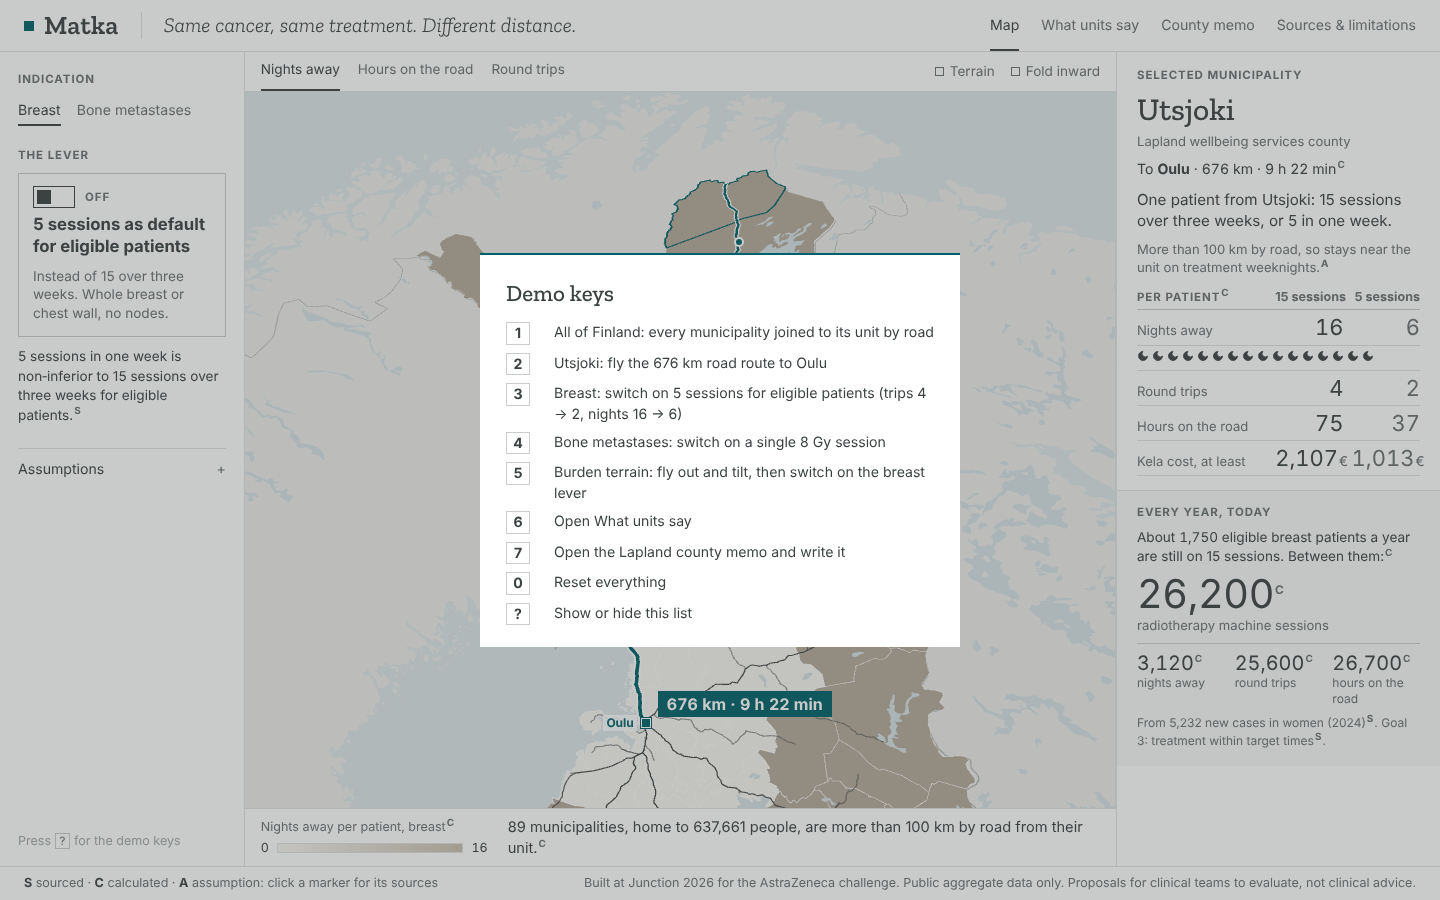 Matka
Same cancer, same treatment. Different distance.
Map
What units say
County memo
Sources & limitations
INDICATION
Breast
Bone metastases
THE LEVER
OFF
5 sessions as default
for eligible patients
Instead of 15 over three
weeks. Whole breast or
chest wall, no nodes.
5 sessions in one week is
non-inferior to 15 sessions over
three weeks for eligible
patients.S
Assumptions +
Press ? for the demo keys
Nights away
Hours on the road
Round trips
Terrain
Fold inward
Demo keys
1 All of Finland: every municipality joined to its unit by road
2 Utsjoki: fly the 676 km road route to Oulu
3 Breast: switch on 5 sessions for eligible patients (trips 4
→ 2, nights 16 → 6)
4 Bone metastases: switch on a single 8 Gy session
5 Burden terrain: fly out and tilt, then switch on the breast
lever
6 Open What units say
7 Open the Lapland county memo and write it
0 Reset everything
? Show or hide this list
676 km · 9 h 22 min
Oulu
Nights away per patient, breastC
0 16
89 municipalities, home to 637,661 people, are more than 100 km by road from their
unit.C
SELECTED MUNICIPALITY
Utsjoki
Lapland wellbeing services county
To Oulu · 676 km · 9 h 22 minC
One patient from Utsjoki: 15 sessions
over three weeks, or 5 in one week.
More than 100 km by road, so stays near the
unit on treatment weeknights.A
PER PATIENTC 15 sessions 5 sessions
Nights away 16 6
Round trips 4 2
Hours on the road 75 37
Kela cost, at least 2,107€ 1,013€
EVERY YEAR, TODAY
About 1,750 eligible breast patients a year
are still on 15 sessions. Between them:C
26,200C
radiotherapy machine sessions
3,120C 25,600C 26,700C
nights away round trips hours on the
road
From 5,232 new cases in women (2024)S. Goal
3: treatment within target timesS.
S sourced · C calculated · A assumption: click a marker for its sources
Built at Junction 2026 for the AstraZeneca challenge. Public aggregate data only. Proposals for clinical teams to evaluate, not clinical advice.